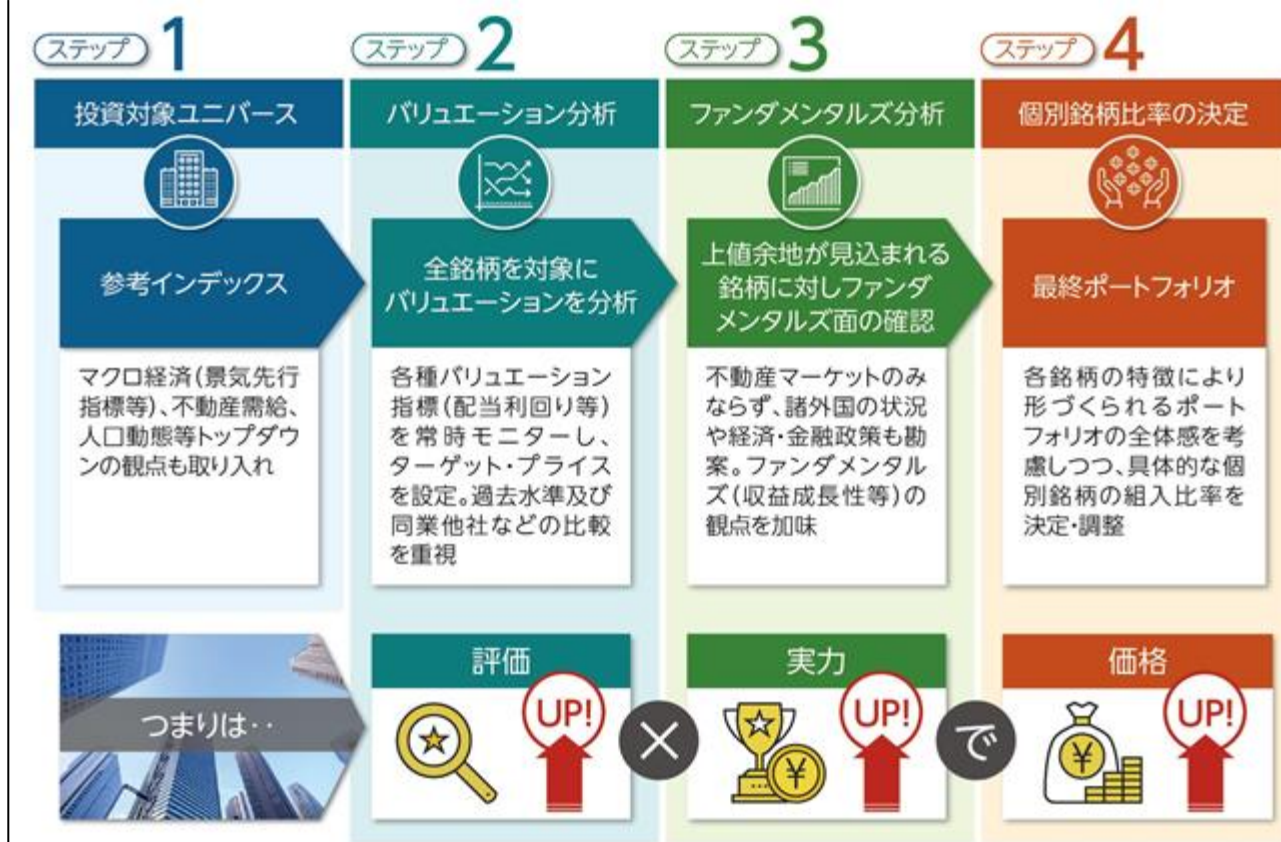 ステップ 1
投資対象ユニバース
参考インデックス
マクロ経済(景気先行
指標等)、不動産需給、
人口動態等トップダウ
ンの観点も取り入れ
ステップ 2
バリュエーション分析
全銘柄を対象に
バリュエーションを分析
各種バリュエーション
指標(配当利回り等)
を常時モニターし、
ターゲット・プライス
を設定。過去水準及び
同業他社などの比較
を重視
ステップ 3
ファンダメンタルズ分析
上値余地が見込まれる
銘柄に対しファンダ
メンタルズ面の確認
不動産マーケットのみ
ならず、諸外国の状況
や経済・金融政策も勘
案。ファンダメンタル
ズ(収益成長性等)の
観点を加味
ステップ 4
個別銘柄比率の決定
最終ポートフォリオ
各銘柄の特徴により
形づくられるポート
フォリオの全体感を考
慮しつつ、具体的な個
別銘柄の組入比率を
決定・調整
つまりは・・
評価
UP!
×
実力
¥
UP!
で
価格
¥
UP!